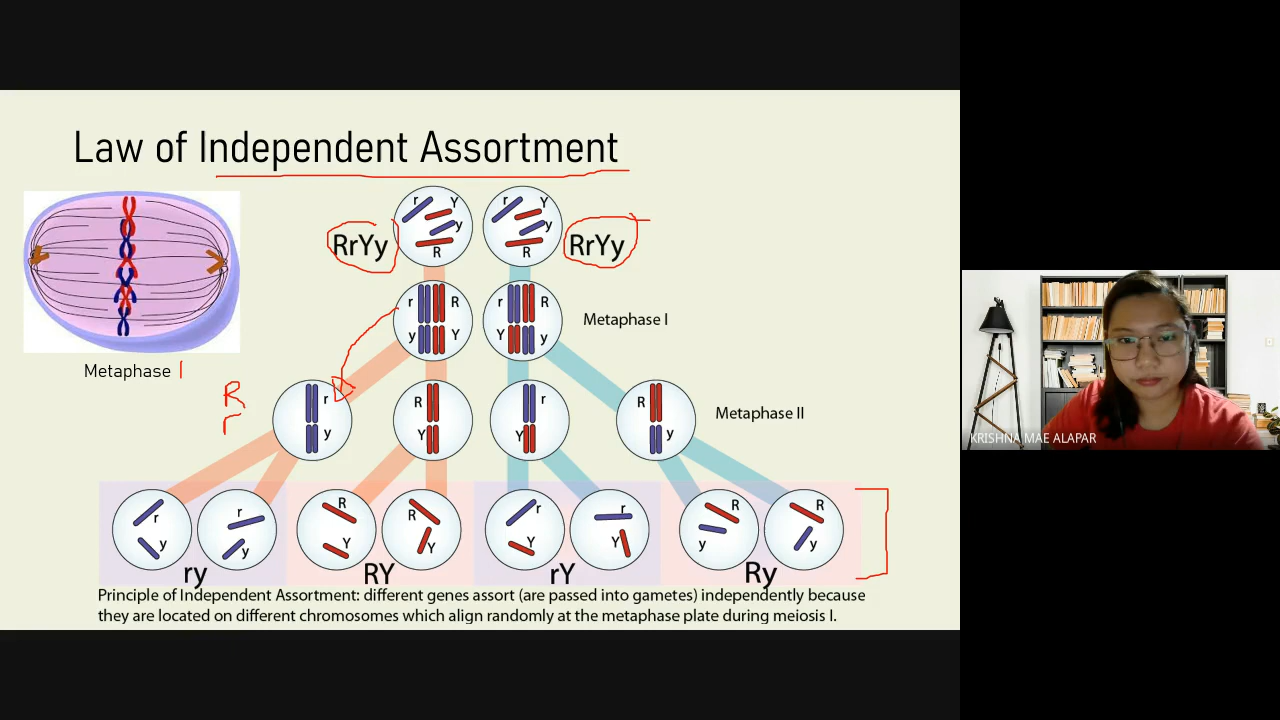 Law of Independent Assortment
r Y y R
r Y y R
RrYy
RrYy
r R
y Y
r R
Y y
Metaphase I
Metaphase I
R
r
r
y
R
Y
r
Y
R
y
Metaphase II
r y
r y
R Y
R Y
r Y
r Y
R y
R y
ry RY rY Ry
Principle of Independent Assortment: different genes assort (are passed into gametes) independently because
they are located on different chromosomes which align randomly at the metaphase plate during meiosis I.
KRISHNA MAE ALAPAR